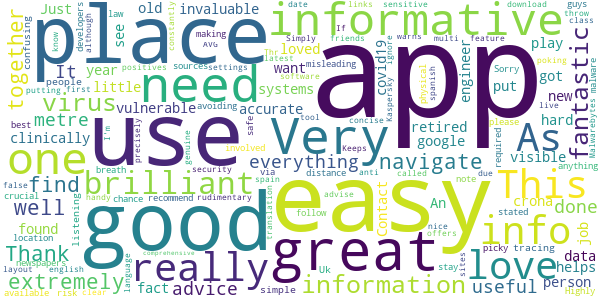 date links sensitive download guys
Just old law invaluable
place informative
together confusing see developers constantly
although making AVG
Thr latest
If friends warns multi feature
throw class
It year loved
know people sources settings
positives Simply misleading
covid19 Kaspersky ignore
play engineer
Sorry put got new
poking
fantastic
need app
virus little want systems
software
putting first
metre vulnerable avoiding accurate
physical spanish
live
Malwarebytes malware
best precisely I'm genuine
tool concise
clinically use Very As hard
retired google visible
involved safe
Keeps required please
one everything navigate
false breath security via distance anti called due anything
find brilliant easy This
crucial handy chance recommend rudimentary
spain advise Contact note An crona done
well good info
listening translation follow
nice stated
found location
offers picky tracing job
Thank really great love
newspapers fact advice Uk information
stay sites data
layout english language
comprehensive simple useful helps
extremely person
available risk clear Highly